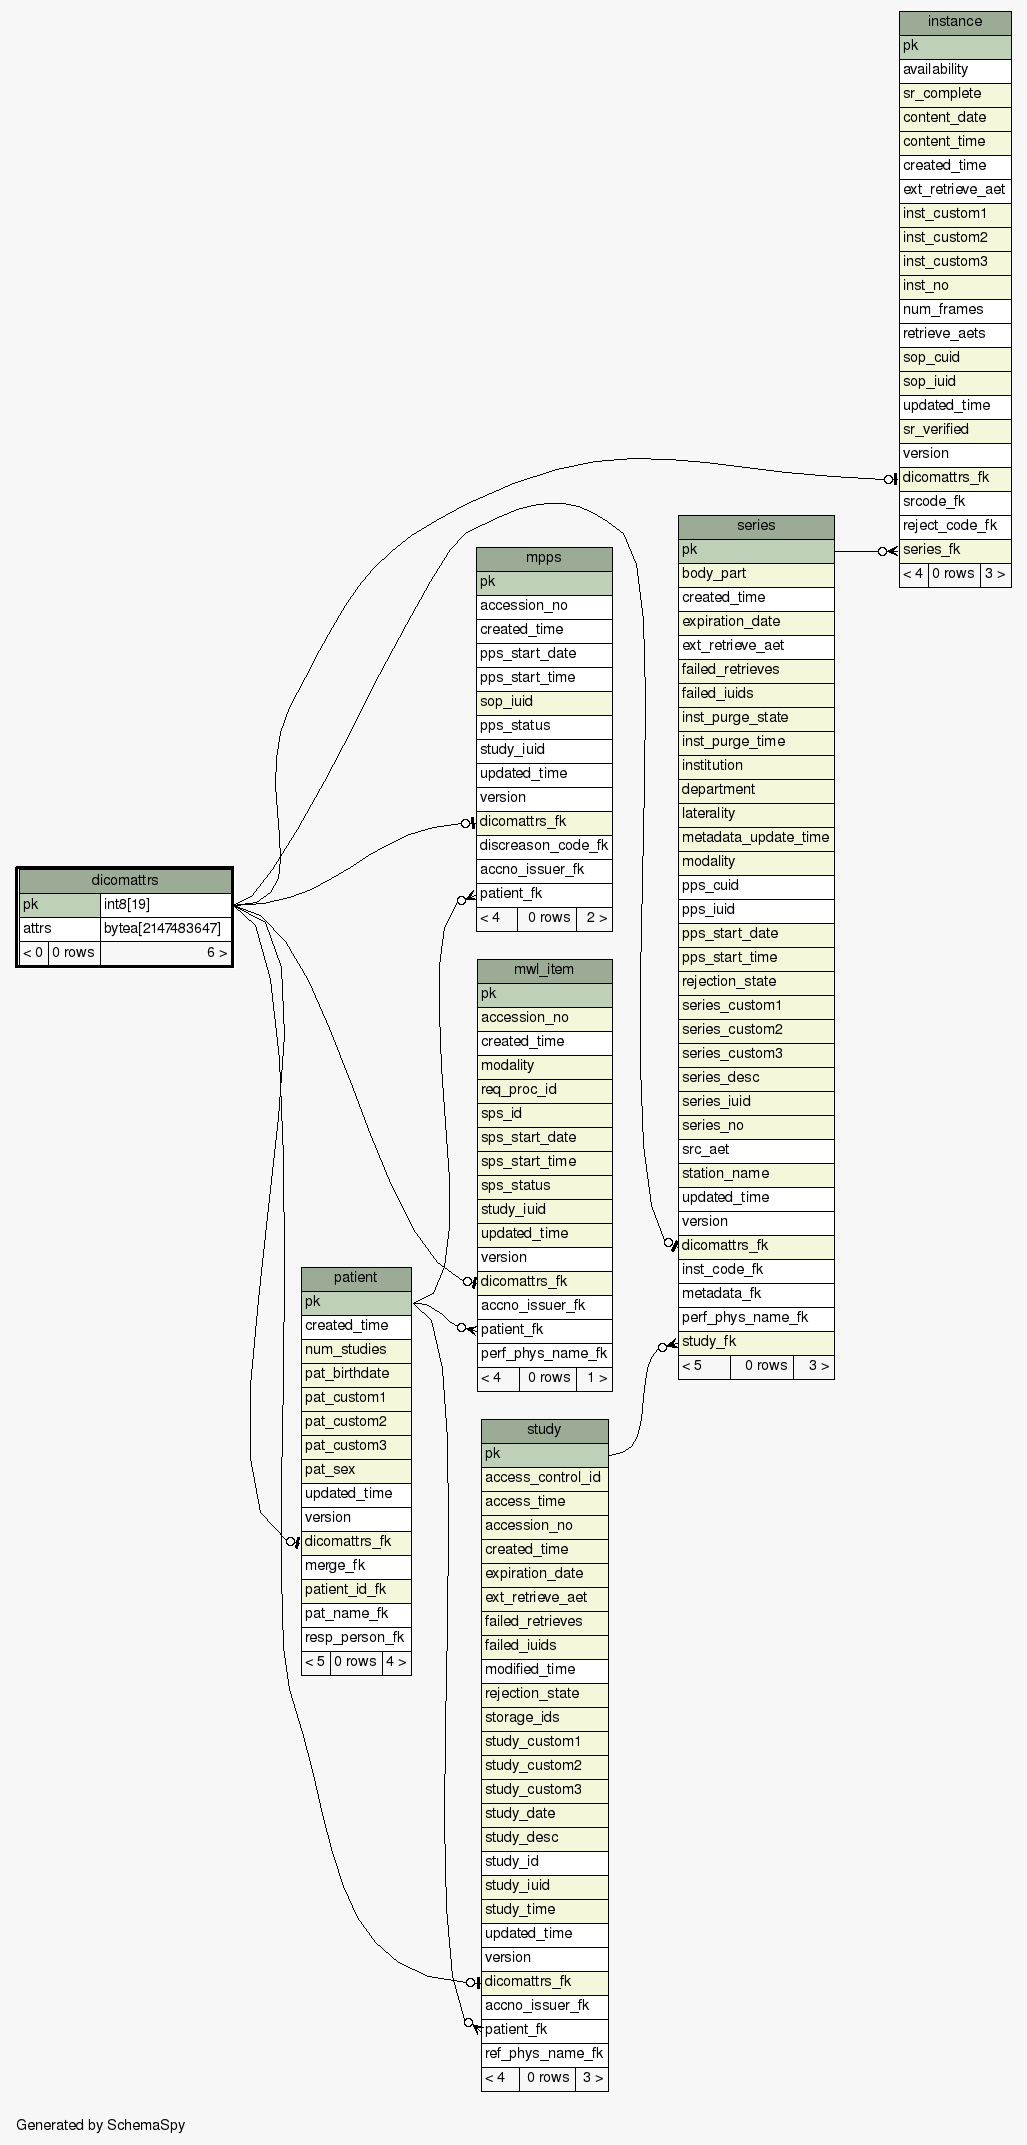 instance
pk
availability
sr_complete
content_date
content_time
created_time
ext_retrieve_aet
inst_custom1
inst_custom2
inst_custom3
inst_no
num_frames
retrieve_aets
sop_cuid
sop_iuid
updated_time
sr_verified
version
dicomattrs_fk
srcode_fk
reject_code_fk
series_fk
< 4 0 rows 3 >
series
pk
body_part
created_time
expiration_date
ext_retrieve_aet
failed_retrieves
failed_iuids
inst_purge_state
inst_purge_time
institution
department
laterality
metadata_update_time
modality
pps_cuid
pps_iuid
pps_start_date
pps_start_time
rejection_state
series_custom1
series_custom2
series_custom3
series_desc
series_iuid
series_no
src_aet
station_name
updated_time
version
dicomattrs_fk
inst_code_fk
metadata_fk
perf_phys_name_fk
study_fk
< 5 0 rows 3 >
mpps
pk
accession_no
created_time
pps_start_date
pps_start_time
sop_iuid
pps_status
study_iuid
updated_time
version
dicomattrs_fk
discreason_code_fk
accno_issuer_fk
patient_fk
< 4 0 rows 2 >
dicomattrs
pk int8[19]
attrs bytea[2147483647]
< 0 0 rows 6 >
mwl_item
pk
accession_no
created_time
modality
req_proc_id
sps_id
sps_start_date
sps_start_time
sps_status
study_iuid
updated_time
version
dicomattrs_fk
accno_issuer_fk
patient_fk
perf_phys_name_fk
< 4 0 rows 1 >
patient
pk
created_time
num_studies
pat_birthdate
pat_custom1
pat_custom2
pat_custom3
pat_sex
updated_time
version
dicomattrs_fk
merge_fk
patient_id_fk
pat_name_fk
resp_person_fk
< 5 0 rows 4 >
study
pk
access_control_id
access_time
accession_no
created_time
expiration_date
ext_retrieve_aet
failed_retrieves
failed_iuids
modified_time
rejection_state
storage_ids
study_custom1
study_custom2
study_custom3
study_date
study_desc
study_id
study_iuid
study_time
updated_time
version
dicomattrs_fk
accno_issuer_fk
patient_fk
ref_phys_name_fk
< 4 0 rows 3 >
Generated by SchemaSpy